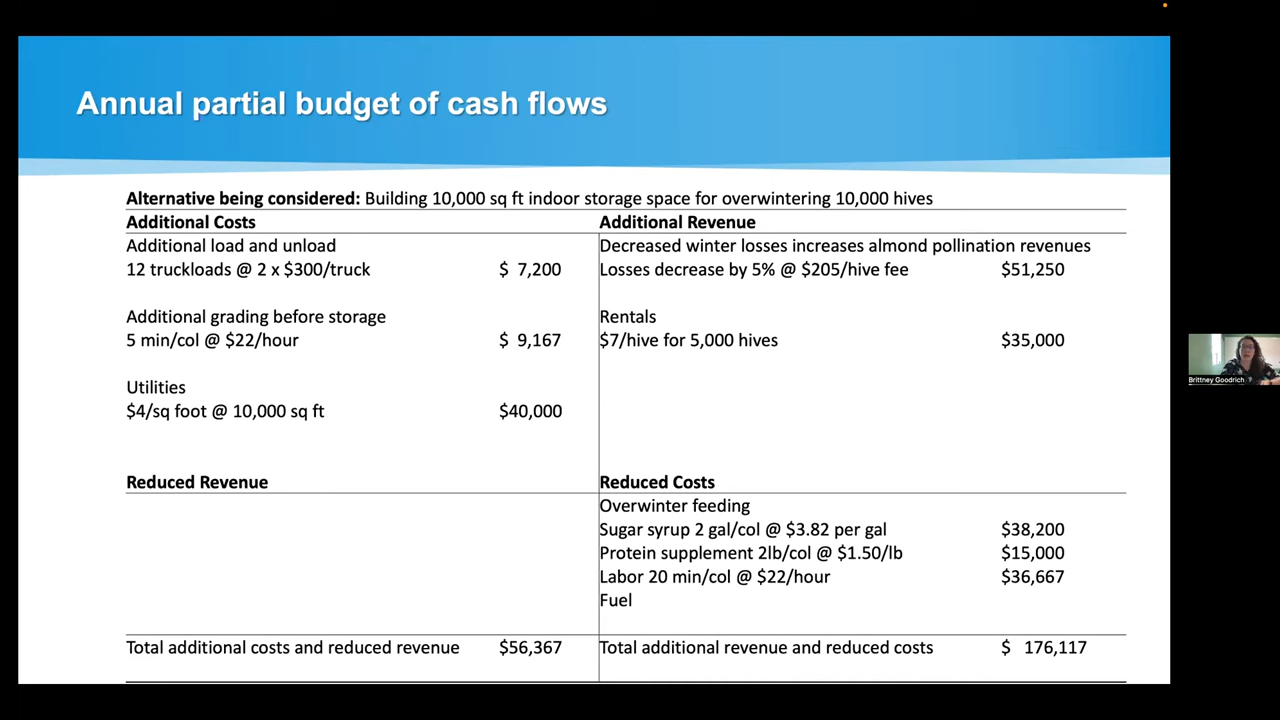 Annual partial budget of cash flows
Alternative being considered: Building 10,000 sq ft indoor storage space for overwintering 10,000 hives
Additional Costs
Additional load and unload
12 truckloads @ 2 x $300/truck $ 7,200
Additional grading before storage
5 min/col @ $22/hour $ 9,167
Utilities
$4/sq foot @ 10,000 sq ft $40,000
Additional Revenue
Decreased winter losses increases almond pollination revenues
Losses decrease by 5% @ $205/hive fee $51,250
Rentals
$7/hive for 5,000 hives $35,000
Reduced Revenue
Reduced Costs
Overwinter feeding
Sugar syrup 2 gal/col @ $3.82 per gal $38,200
Protein supplement 2lb/col @ $1.50/lb $15,000
Labor 20 min/col @ $22/hour $36,667
Fuel
Total additional costs and reduced revenue $56,367
Total additional revenue and reduced costs $ 176,117
Brittney Goodrich